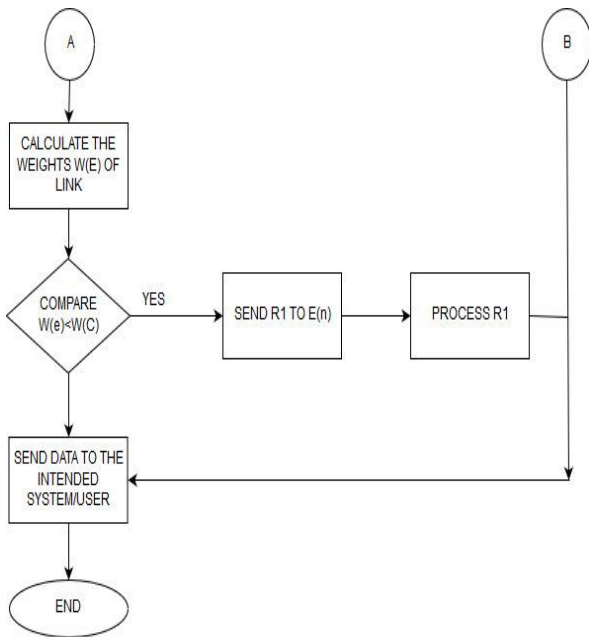 A
B
CALCULATE THE
WEIGHTS W(E) OF
LINK
COMPARE
W(e)<W(C)
YES
SEND R1 TO E(n)
PROCESS R1
SEND DATA TO THE
INTENDED
SYSTEM/USER
END